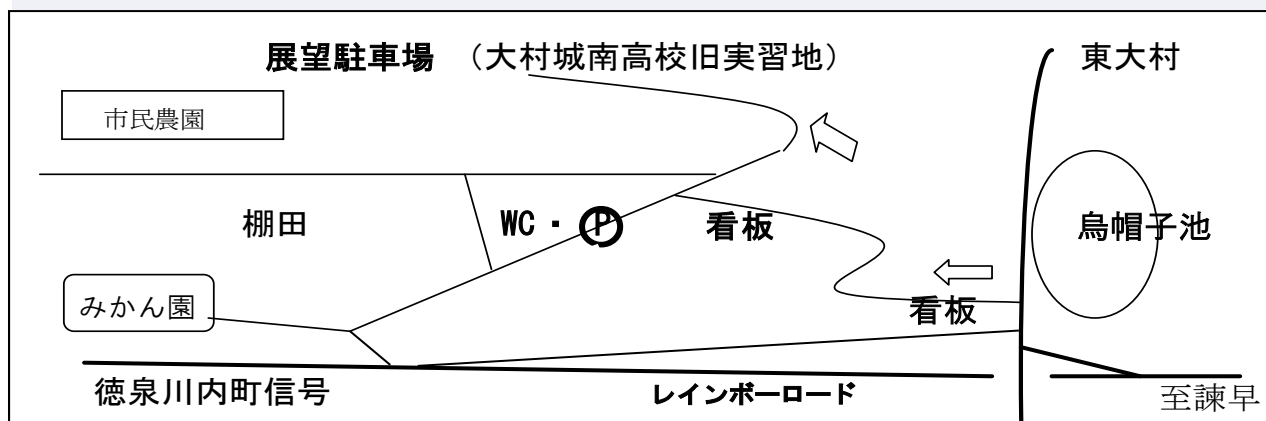 展望駐車場 （大村城南高校旧実習地）
東大村
市民農園
棚田
WC・Ⓟ
看板
烏帽子池
みかん園
看板
徳泉川内町信号
レインボーロード
至諫早